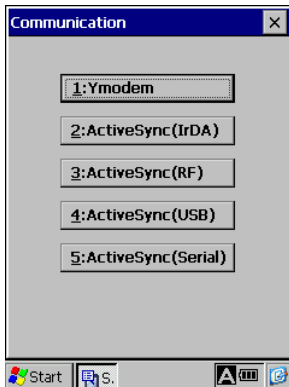 Communication
1:Ymodem
2:ActiveSync(IrDA)
3:ActiveSync(RF)
4:ActiveSync(USB)
5:ActiveSync(Serial)
Start S. A